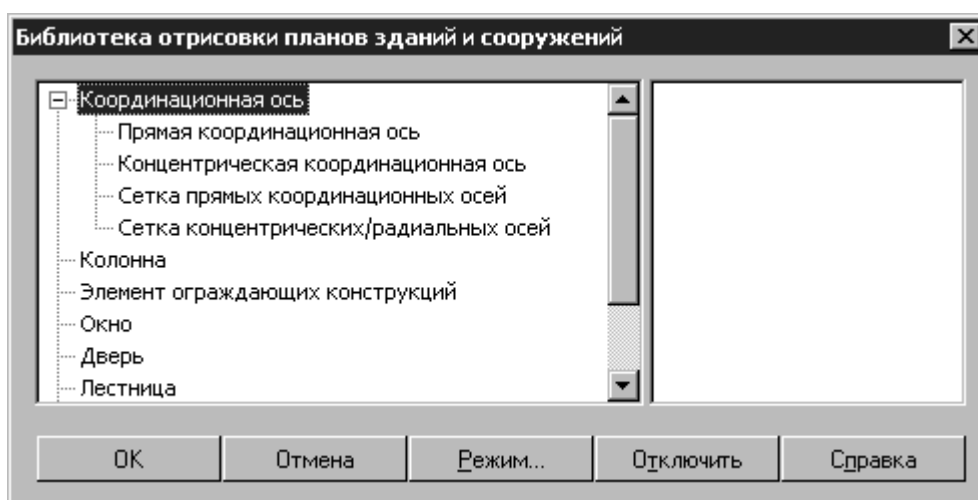 Библиотека отрисовки планов зданий и сооружений
Координационная ось
Прямая координационная ось
Концентрическая координационная ось
Сетка прямых координационных осей
Сетка концентрических/радиальных осей
Колонна
Элемент ограждающих конструкций
Окно
Дверь
Лестница
OK Отмена Режим... Отключить Справка